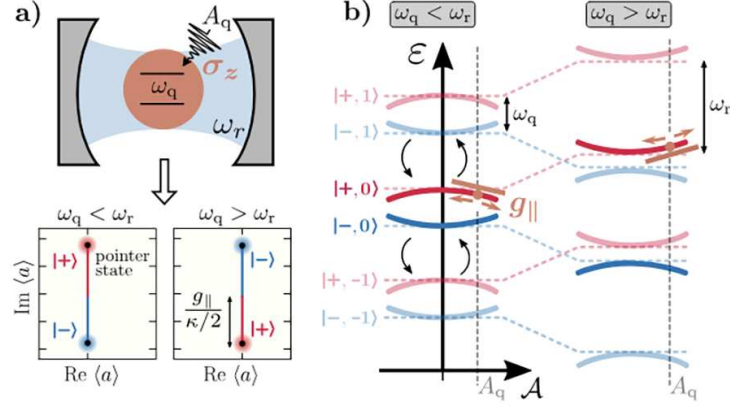 a)
A_q
σ_z
ω_q
ω_r
ω_q < ω_r
ω_q > ω_r
|+⟩
pointer
state
|−⟩
|−⟩
g_∥
κ/2
|+⟩
Im ⟨a⟩
Re ⟨a⟩
Re ⟨a⟩
b)
ω_q < ω_r
ω_q > ω_r
ε
|+, 1⟩
|−, 1⟩
ω_q
ω_r
|+, 0⟩
|−, 0⟩
g_∥
|+, −1⟩
|−, −1⟩
A_q
𝒜
A_q